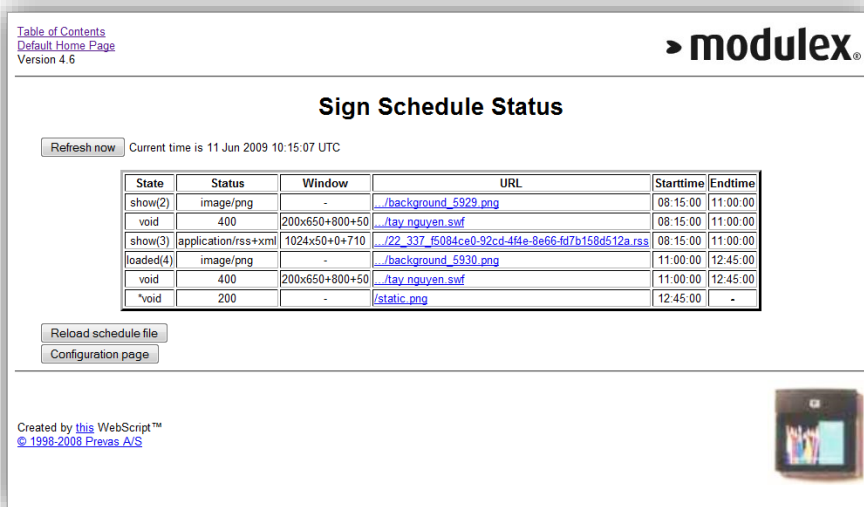 Table of Contents
Default Home Page
Version 4.6
modulex®
Sign Schedule Status
Refresh now Current time is 11 Jun 2009 10:15:07 UTC
State Status Window URL Starttime Endtime
show(2) image/png - .../background_5929.png 08:15:00 11:00:00
void 400 200x650+800+50 .../tay nguyen.swf 08:15:00 11:00:00
show(3) application/rss+xml 1024x50+0+710 .../22_337_f5084ce0-92cd-4f4e-8e66-fd7b158d512a.rss 08:15:00 11:00:00
loaded(4) image/png - .../background_5930.png 11:00:00 12:45:00
void 400 200x650+800+50 .../tay nguyen.swf 11:00:00 12:45:00
*void 200 - /static.png 12:45:00 -
Reload schedule file
Configuration page
Created by this WebScript™
© 1998-2008 Prevas A/S